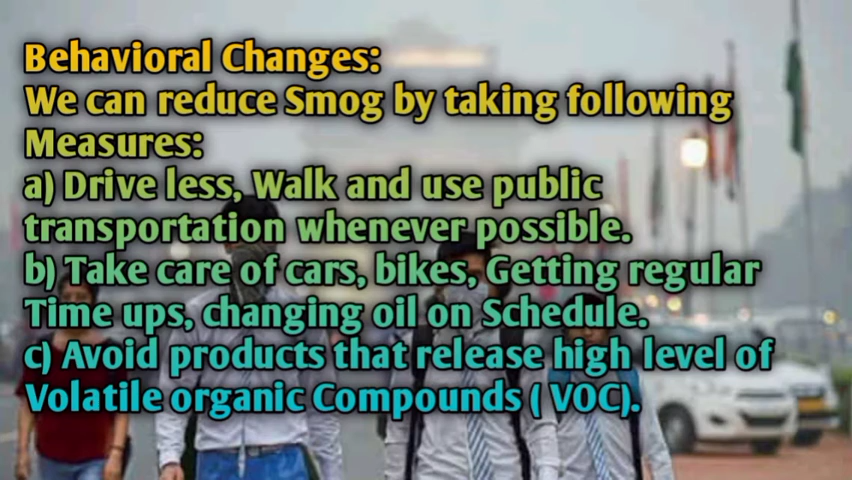 Behavioral Changes:
We can reduce Smog by taking following
Measures:
a) Drive less, Walk and use public
transportation whenever possible.
b) Take care of cars, bikes, Getting regular
Time ups, changing oil on Schedule.
c) Avoid products that release high level of
Volatile organic Compounds ( VOC).